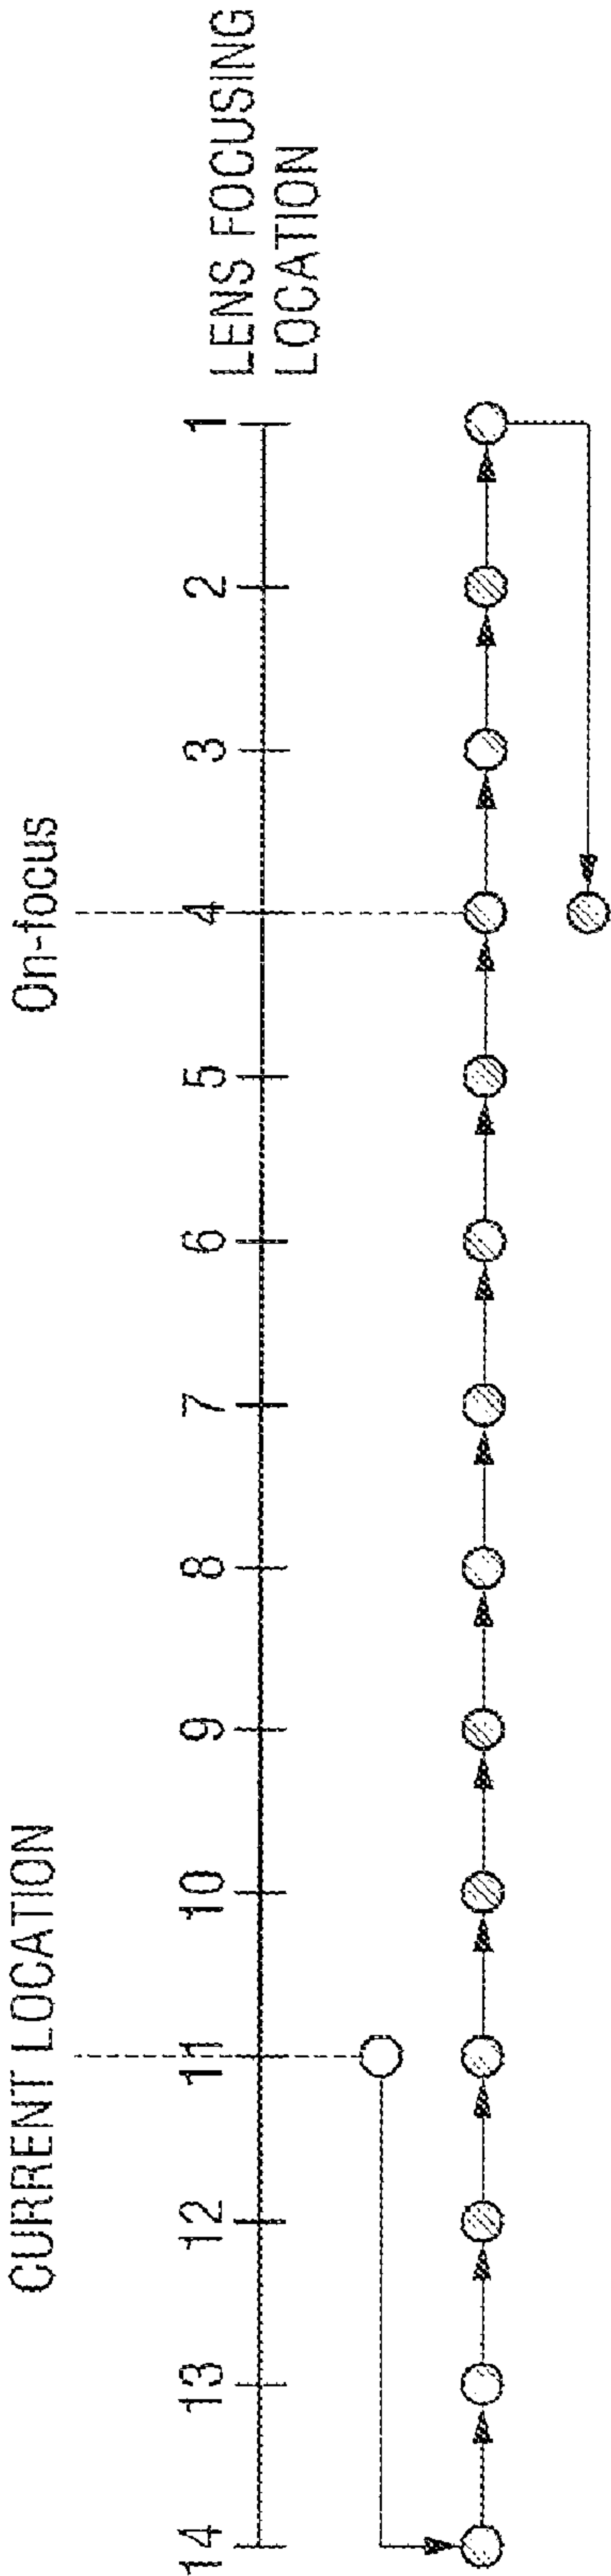 CURRENT LOCATION
On-focus
14 13 12 11 10 9 8 7 6 5 4 3 2 1
LENS FOCUSING
LOCATION